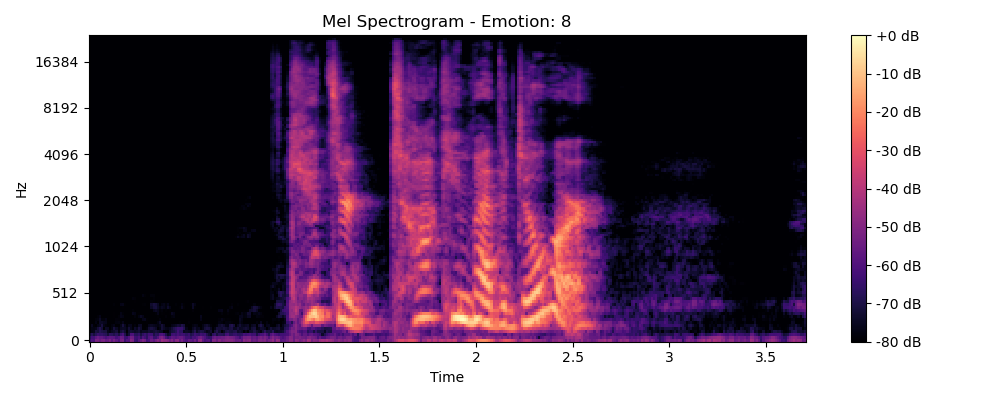 Mel Spectrogram - Emotion: 8
Hz
16384
8192
4096
2048
1024
512
0
0 0.5 1 1.5 2 2.5 3 3.5
Time
+0 dB
-10 dB
-20 dB
-30 dB
-40 dB
-50 dB
-60 dB
-70 dB
-80 dB